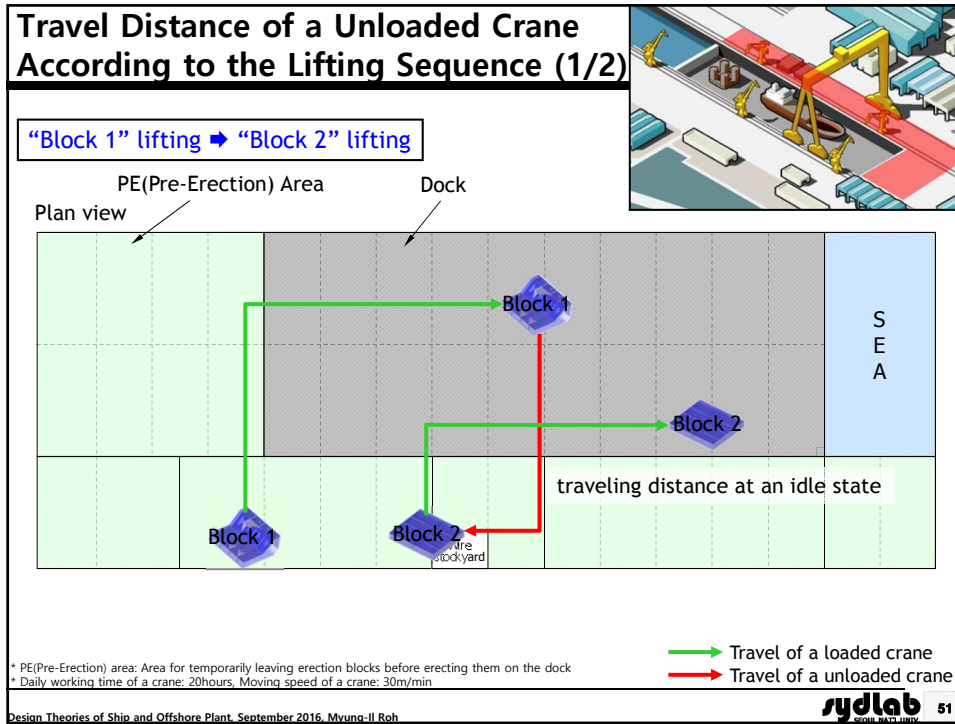 Travel Distance of a Unloaded Crane
According to the Lifting Sequence (1/2)
“Block 1” lifting ➡ “Block 2” lifting
PE(Pre-Erection) Area
Dock
Plan view
Block 1
S
E
A
Block 2
traveling distance at an idle state
Block 1
Block 2
Wire
stockyard
Travel of a loaded crane
Travel of a unloaded crane
* PE(Pre-Erection) area: Area for temporarily leaving erection blocks before erecting them on the dock
* Daily working time of a crane: 20hours, Moving speed of a crane: 30m/min
Design Theories of Ship and Offshore Plant, September 2016, Myung-Il Roh
sydlab 51
SEOUL NAT'L UNIV.